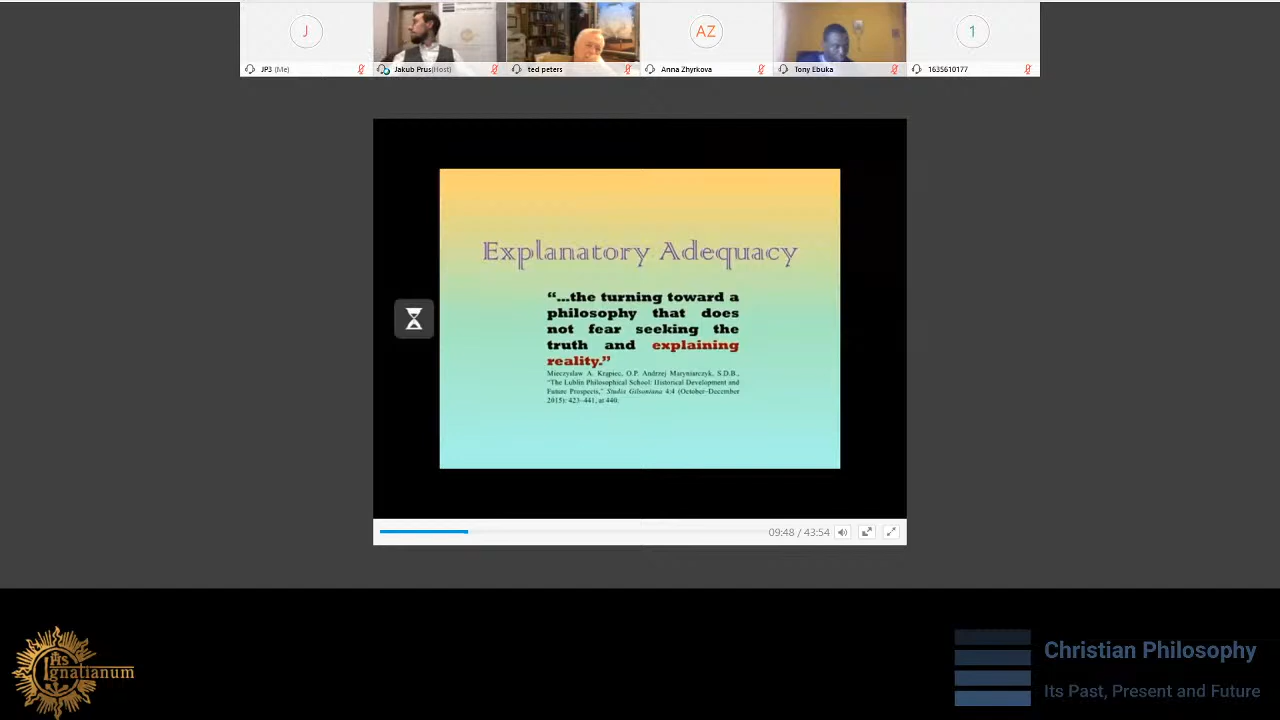 J
AZ
1
JP3 (Me)
Jakub Prus(Host)
ted peters
Anna Zhyrkova
Tony Ebuka
1635610177
Explanatory Adequacy
“...the turning toward a
philosophy that does
not fear seeking the
truth and explaining
reality.”
Mieczyslaw A. Krąpiec, O.P. Andrzej Maryniarczyk, S.D.B.,
“The Lublin Philosophical School: Historical Development and
Future Prospects,” Studia Gilsoniana 4:4 (October–December
2015): 423–441, at 440.
09:48 / 43:54
Ignatianum
Christian Philosophy
Its Past, Present and Future